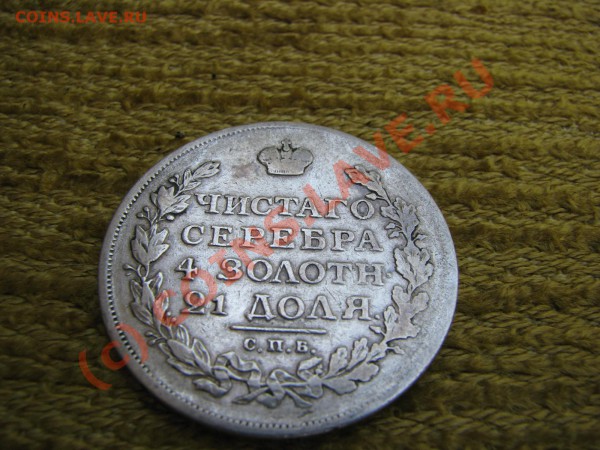 COINS.LAVE.RU
ЧИСТАГО
СЕРЕБРА
4 ЗОЛОТН
21 ДОЛЯ
С.П.Б.
(c) COINS.LAVE.RU